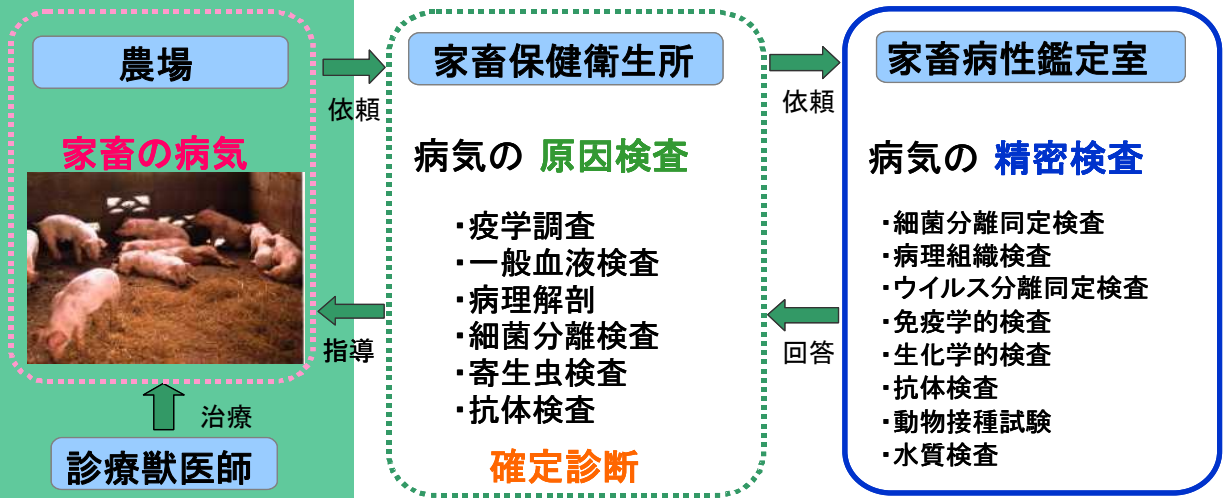 農場
家畜の病気
治療
診療獣医師
依頼
指導
家畜保健衛生所
病気の 原因検査
・疫学調査
・一般血液検査
・病理解剖
・細菌分離検査
・寄生虫検査
・抗体検査
確定診断
依頼
回答
家畜病性鑑定室
病気の 精密検査
・細菌分離同定検査
・病理組織検査
・ウイルス分離同定検査
・免疫学的検査
・生化学的検査
・抗体検査
・動物接種試験
・水質検査